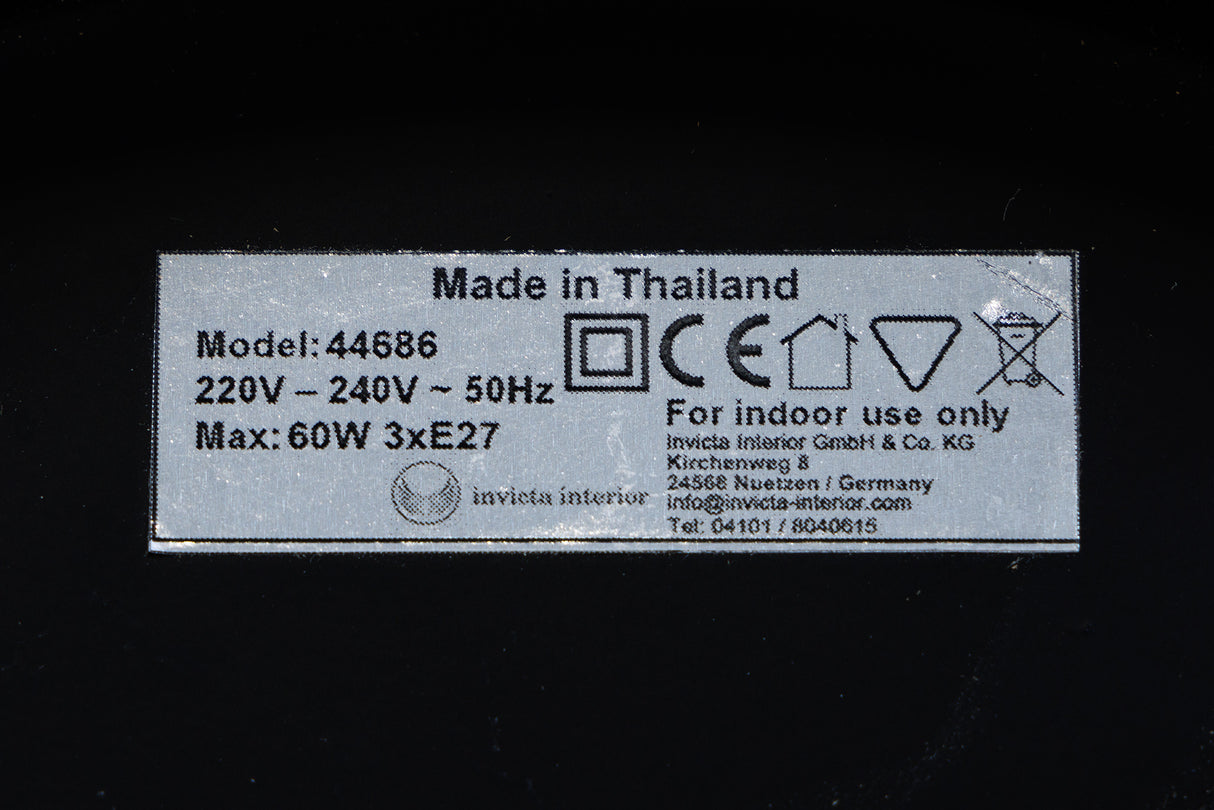 Made in Thailand
Model: 44686
220V – 240V ~ 50Hz
Max: 60W 3xE27
CE
For indoor use only
Invicta Interior GmbH & Co. KG
Kirchenweg 8
24568 Nuetzen / Germany
info@invicta-interior.com
Tel: 04101 / 8040615
invicta interior